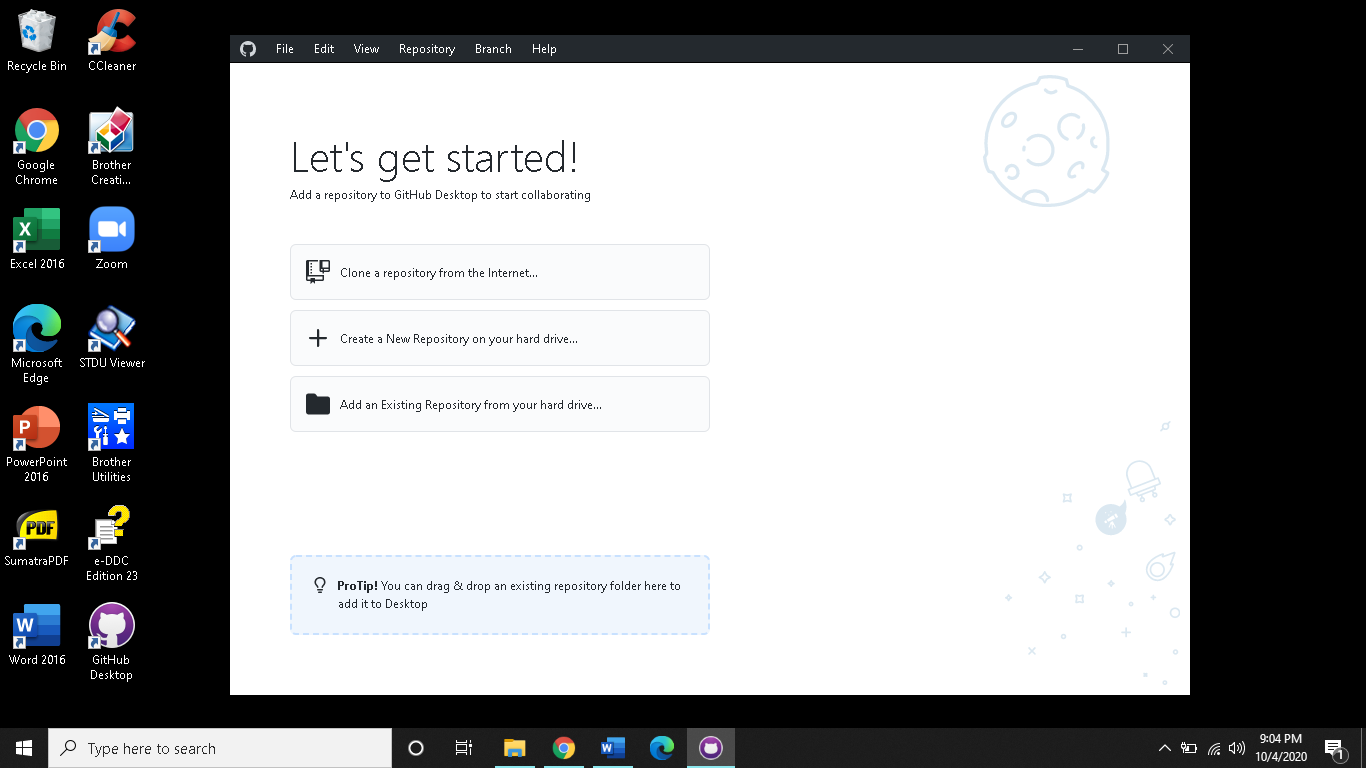 Recycle Bin
CCleaner
Google
Chrome
Brother
Creati...
Excel 2016
Zoom
Microsoft
Edge
STDU Viewer
PowerPoint
2016
Brother
Utilities
SumatraPDF
e-DDC
Edition 23
Word 2016
GitHub
Desktop
File Edit View Repository Branch Help
Let's get started!
Add a repository to GitHub Desktop to start collaborating
Clone a repository from the Internet...
Create a New Repository on your hard drive...
Add an Existing Repository from your hard drive...
ProTip! You can drag & drop an existing repository folder here to
add it to Desktop
Type here to search
9:04 PM
10/4/2020
1
X
P
PDF
W
W